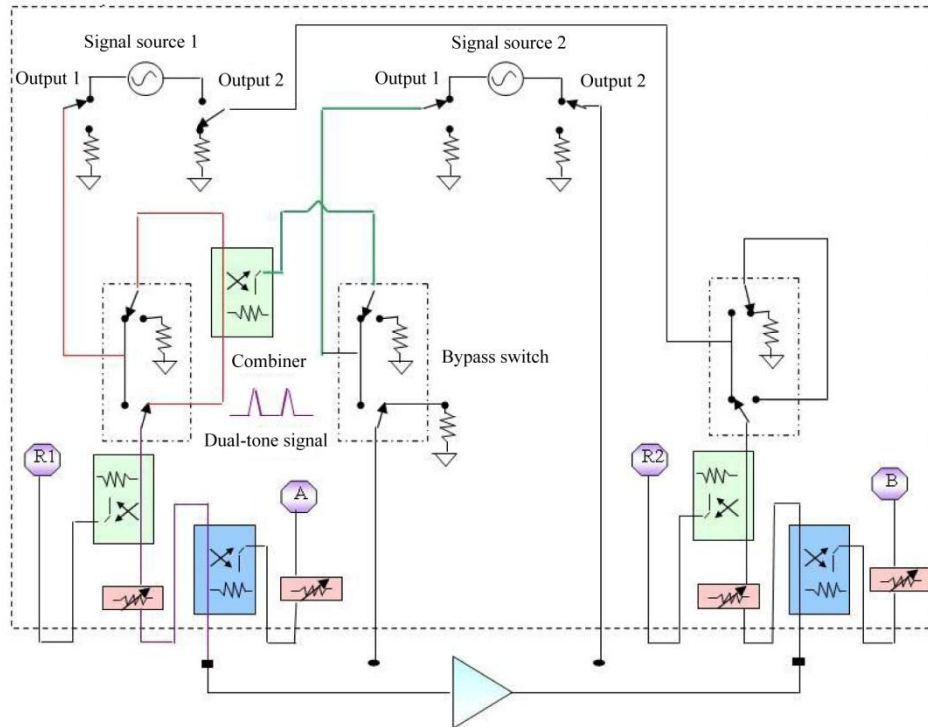 Signal source 1
Signal source 2
Output 1
Output 2
Output 1
Output 2
Combiner
Bypass switch
Dual-tone signal
R1
A
R2
B